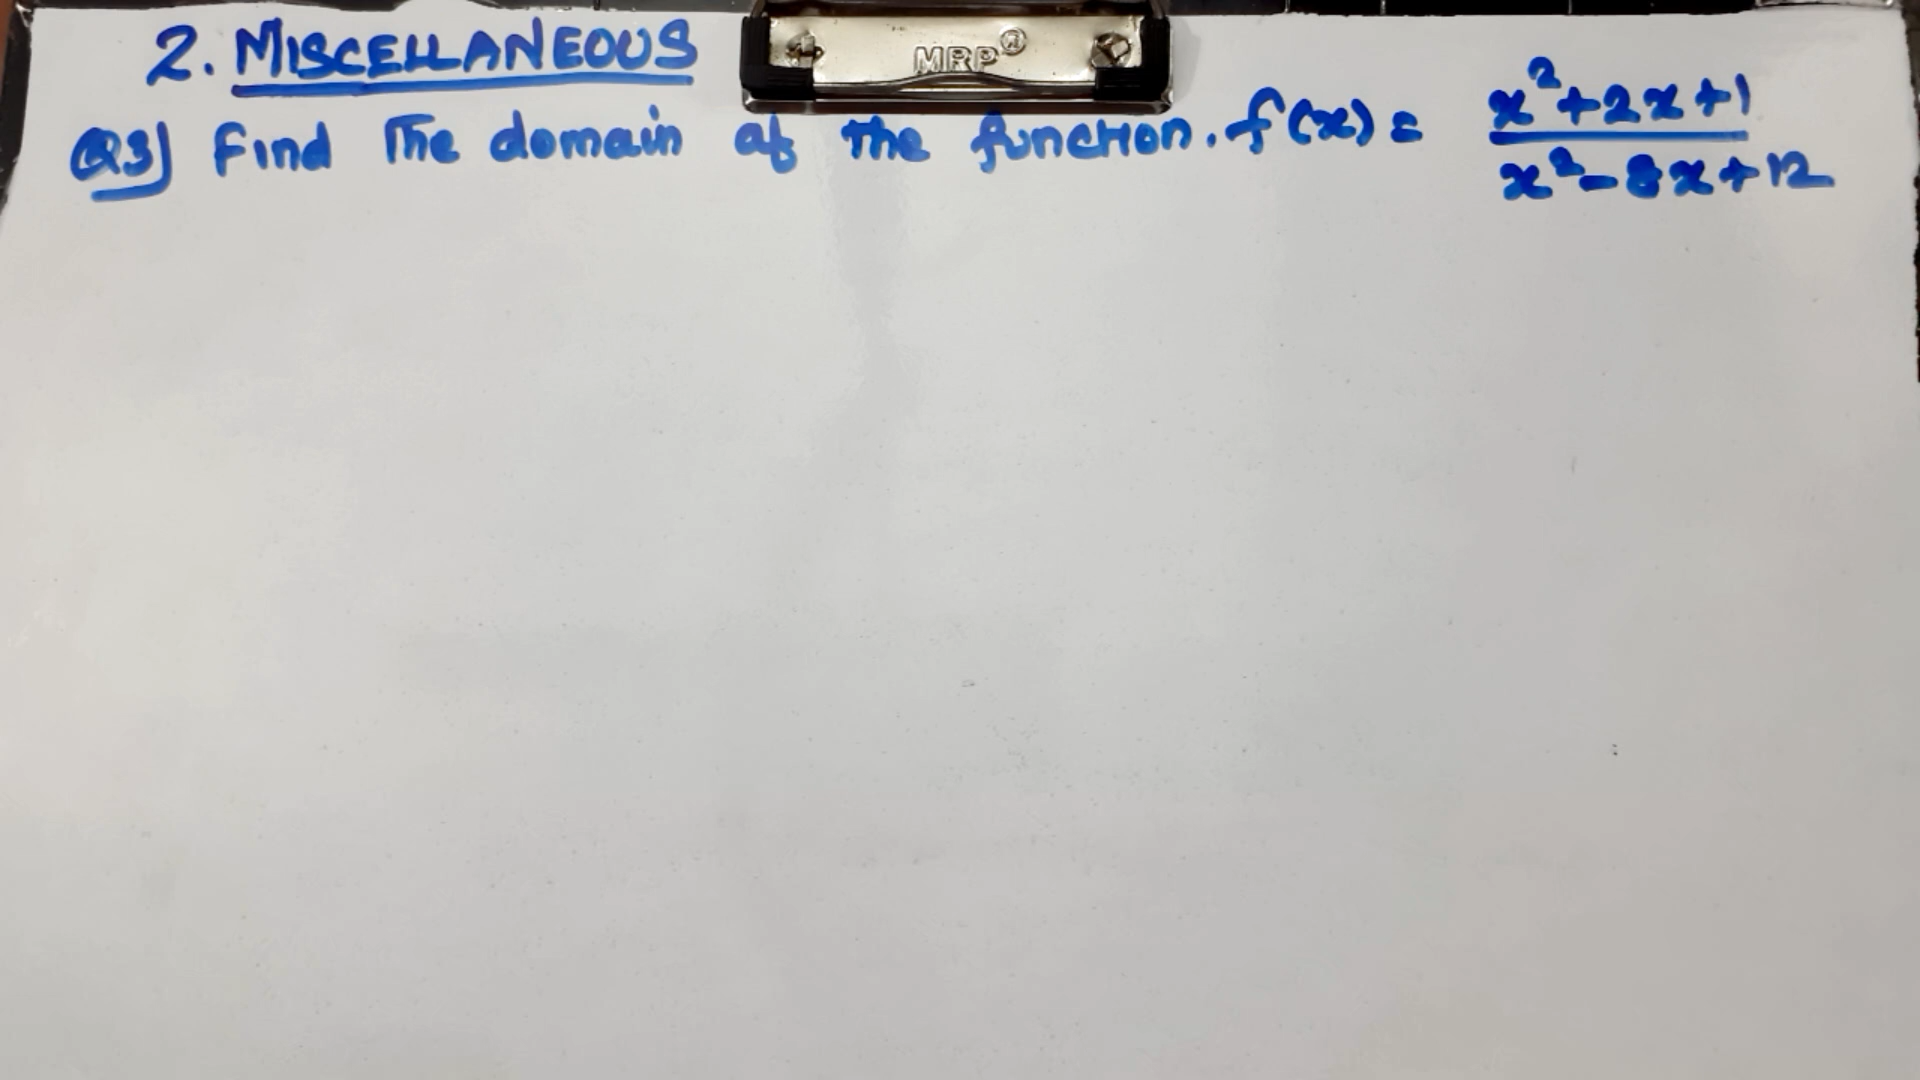 2. MISCELLANEOUS
MRP®
Q3] Find The domain of the function. f(x) = x²+2x+1 / x²-8x+12